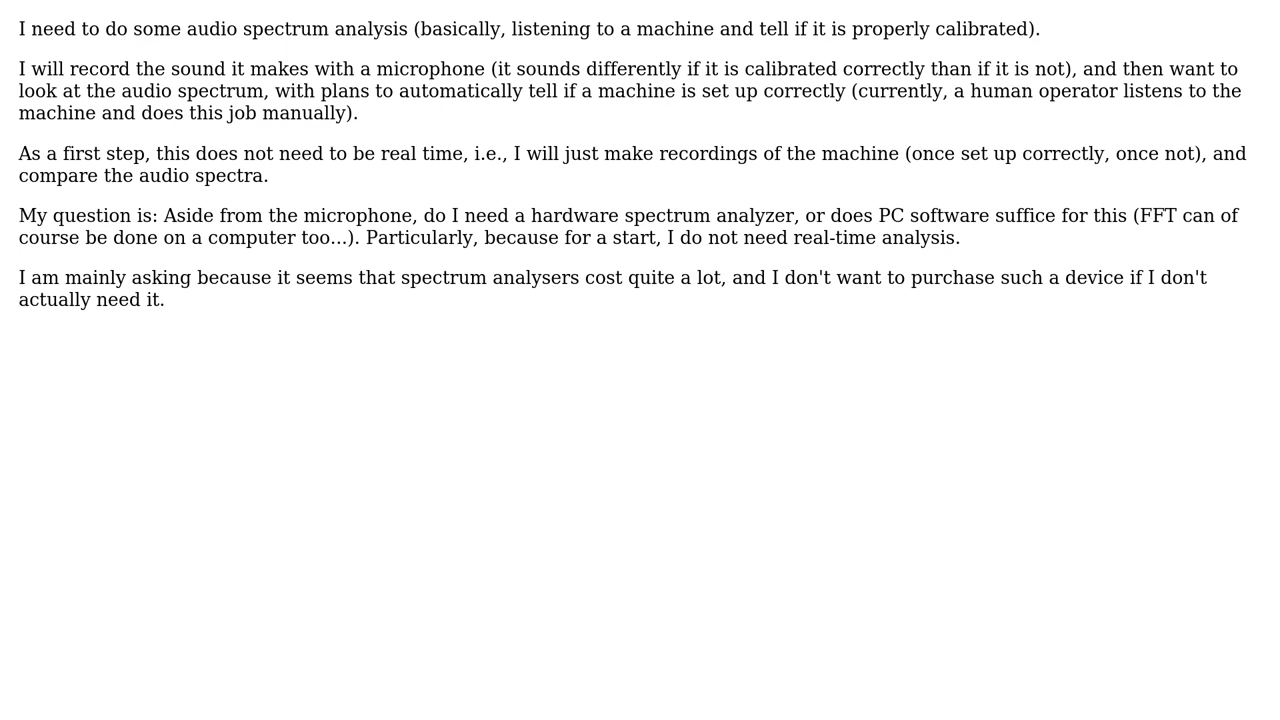 I need to do some audio spectrum analysis (basically, listening to a machine and tell if it is properly calibrated).
I will record the sound it makes with a microphone (it sounds differently if it is calibrated correctly than if it is not), and then want to
look at the audio spectrum, with plans to automatically tell if a machine is set up correctly (currently, a human operator listens to the
machine and does this job manually).
As a first step, this does not need to be real time, i.e., I will just make recordings of the machine (once set up correctly, once not), and
compare the audio spectra.
My question is: Aside from the microphone, do I need a hardware spectrum analyzer, or does PC software suffice for this (FFT can of
course be done on a computer too...). Particularly, because for a start, I do not need real-time analysis.
I am mainly asking because it seems that spectrum analysers cost quite a lot, and I don't want to purchase such a device if I don't
actually need it.